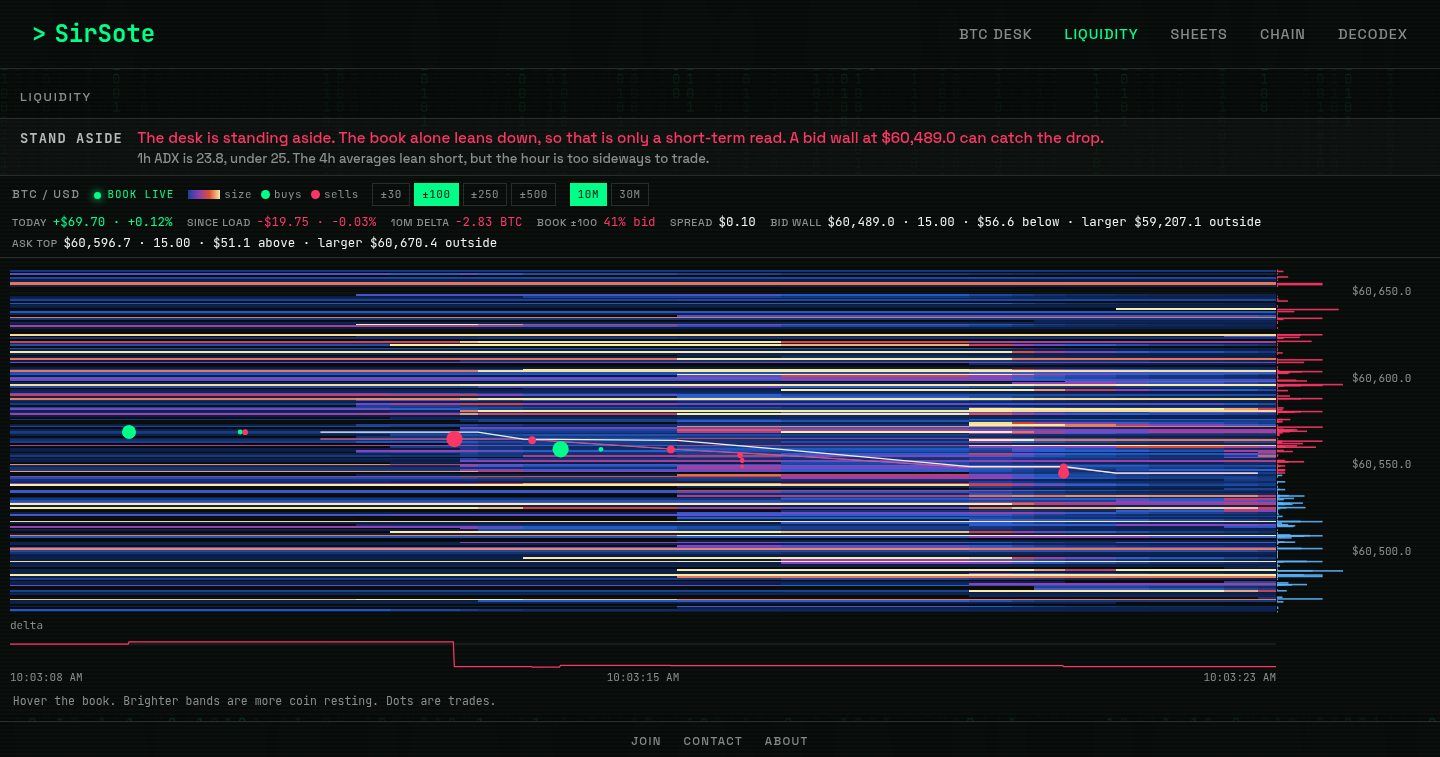 > SirSote
BTC DESK LIQUIDITY SHEETS CHAIN DECODEX
LIQUIDITY
STAND ASIDE The desk is standing aside. The book alone leans down, so that is only a short-term read. A bid wall at $60,489.0 can catch the drop.
1h ADX is 23.8, under 25. The 4h averages lean short, but the hour is too sideways to trade.
BTC / USD BOOK LIVE size buys sells ±30 ±100 ±250 ±500 10M 30M
TODAY +$69.70 · +0.12% SINCE LOAD -$19.75 · -0.03% 10M DELTA -2.83 BTC BOOK ±100 41% bid SPREAD $0.10 BID WALL $60,489.0 · 15.00 · $56.6 below · larger $59,207.1 outside
ASK TOP $60,596.7 · 15.00 · $51.1 above · larger $60,670.4 outside
$60,650.0
$60,600.0
$60,550.0
$60,500.0
delta
10:03:08 AM 10:03:15 AM 10:03:23 AM
Hover the book. Brighter bands are more coin resting. Dots are trades.
JOIN CONTACT ABOUT